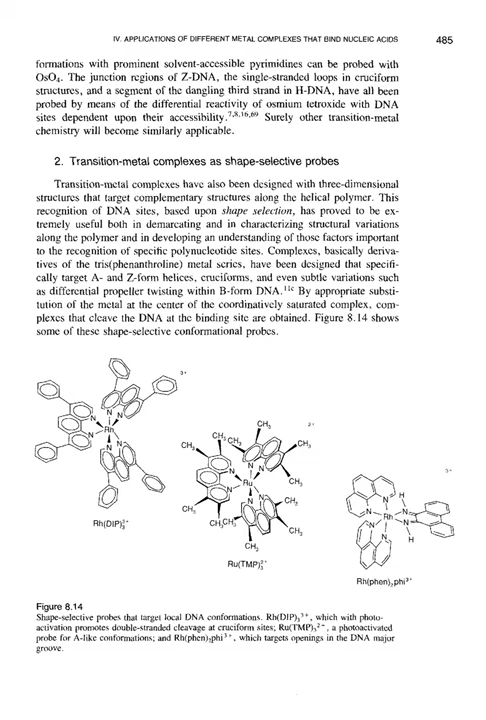 IV. APPLICATIONS OF DIFFERENT METAL COMPLEXES THAT BIND NUCLEIC ACIDS 485
formations with prominent solvent-accessible pyrimidines can be probed with
OsO₄. The junction regions of Z-DNA, the single-stranded loops in cruciform
structures, and a segment of the dangling third strand in H-DNA, have all been
probed by means of the differential reactivity of osmium tetroxide with DNA
sites dependent upon their accessibility.⁷,⁸,¹⁶,⁶⁹ Surely other transition-metal
chemistry will become similarly applicable.
2. Transition-metal complexes as shape-selective probes
Transition-metal complexes have also been designed with three-dimensional
structures that target complementary structures along the helical polymer. This
recognition of DNA sites, based upon shape selection, has proved to be ex-
tremely useful both in demarcating and in characterizing structural variations
along the polymer and in developing an understanding of those factors important
to the recognition of specific polynucleotide sites. Complexes, basically deriva-
tives of the tris(phenanthroline) metal series, have been designed that specifi-
cally target A- and Z-form helices, cruciforms, and even subtle variations such
as differential propeller twisting within B-form DNA.¹¹ᶜ By appropriate substi-
tution of the metal at the center of the coordinatively saturated complex, com-
plexes that cleave the DNA at the binding site are obtained. Figure 8.14 shows
some of these shape-selective conformational probes.
3+
N N
N Rh
N
N N
Rh(DIP)₃³⁺
CH₃ 2+
CH₃ CH₃ CH₃
CH₃
N N
N Ru CH₃
N
N N CH₃
CH₃
CH₃CH₃ CH₃
CH₃
Ru(TMP)₃²⁺
3+
N H
N Rh N
N N
N H
Rh(phen)₂phi³⁺
Figure 8.14
Shape-selective probes that target local DNA conformations. Rh(DIP)₃³⁺, which with photo-
activation promotes double-stranded cleavage at cruciform sites; Ru(TMP)₃²⁺, a photoactivated
probe for A-like conformations; and Rh(phen)₂phi³⁺, which targets openings in the DNA major
groove.